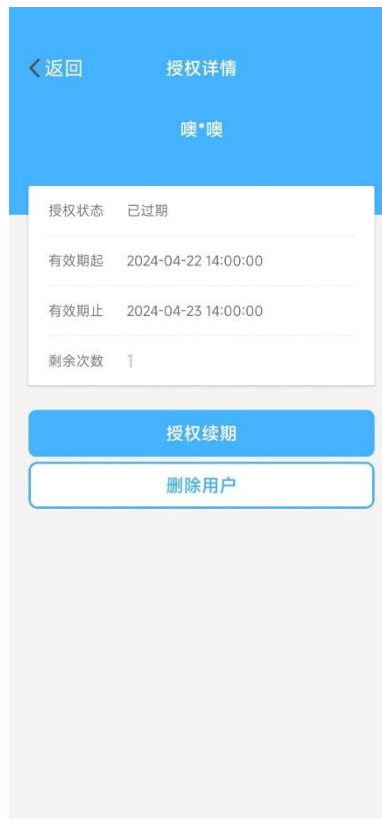 返回 授权详情
噢*噢
授权状态 已过期
有效期起 2024-04-22 14:00:00
有效期止 2024-04-23 14:00:00
剩余次数 1
授权续期
删除用户